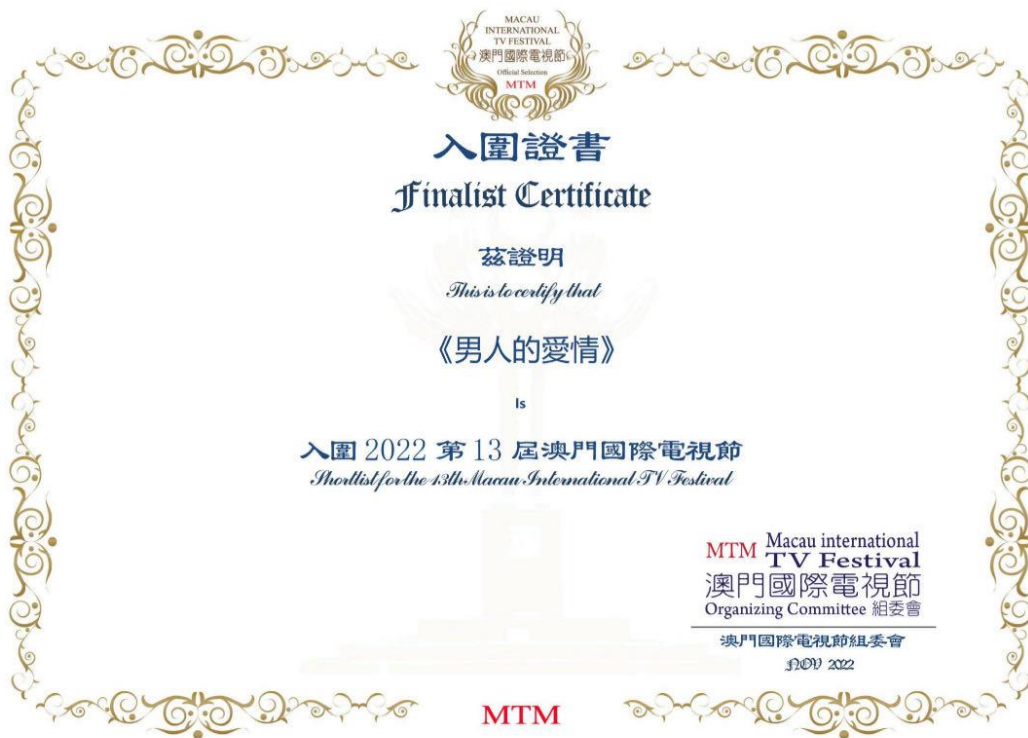 MACAU
INTERNATIONAL
TV FESTIVAL
澳門國際電視節
Official Selection
MTM
入圍證書
Finalist Certificate
茲證明
This is to certify that
《男人的愛情》
Is
入圍 2022 第 13 屆澳門國際電視節
Shortlist for the 13th Macau International TV Festival
MTM Macau international
TV Festival
澳門國際電視節
Organizing Committee 組委會
澳門國際電視節組委會
NOV 2022
MTM